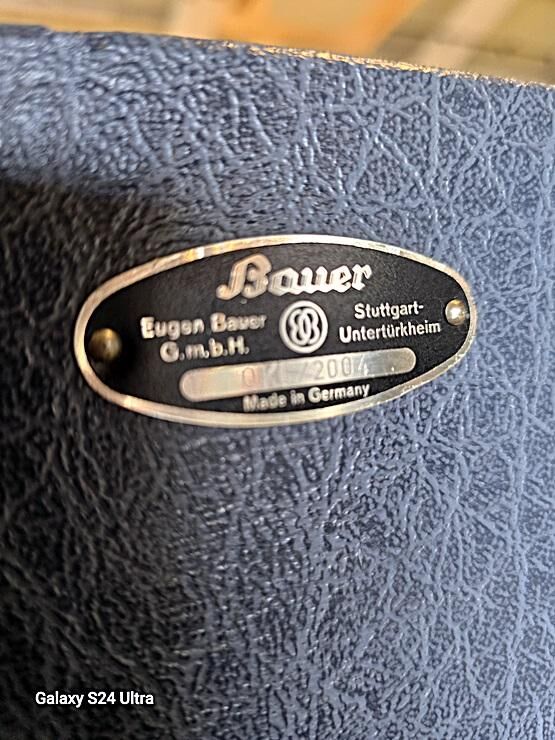 Bauer
Eugen Bauer
G.m.b.H.
Stuttgart-
Untertürkheim
Made in Germany
Galaxy S24 Ultra